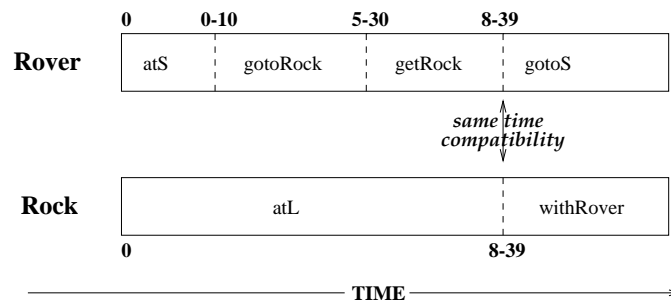 0 0-10 5-30 8-39
Rover atS gotoRock getRock gotoS
same time
compatibility
Rock atL withRover
0 8-39
TIME